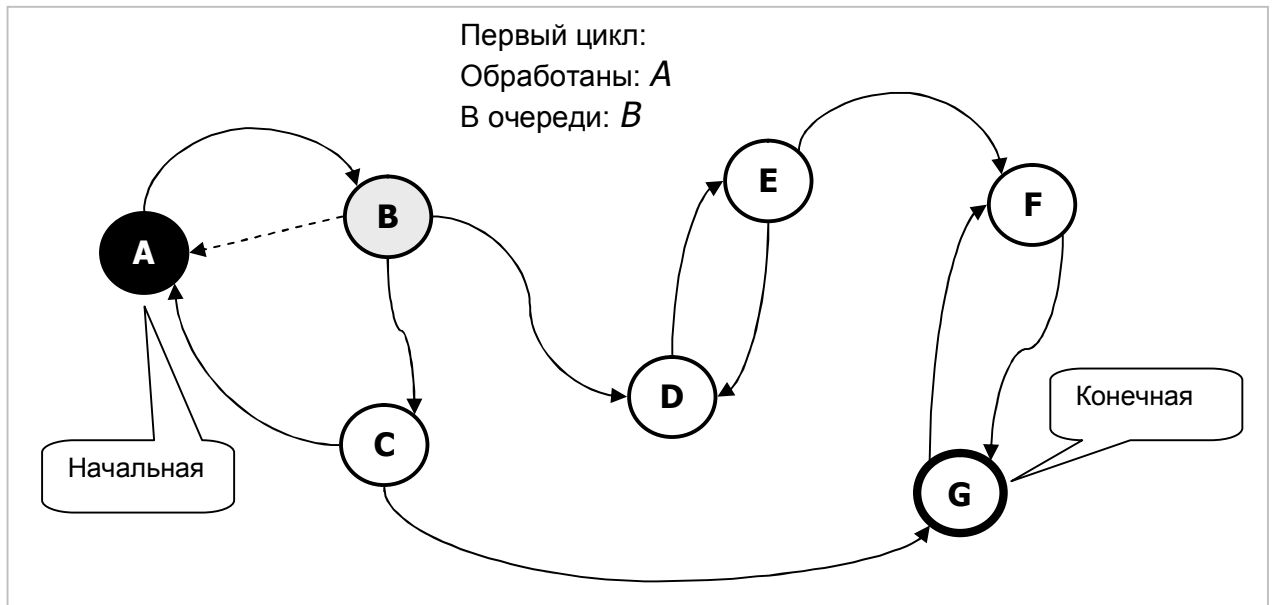 Первый цикл:
Обработаны: A
В очереди: B
E
F
B
A
D
Конечная
C
Начальная
G